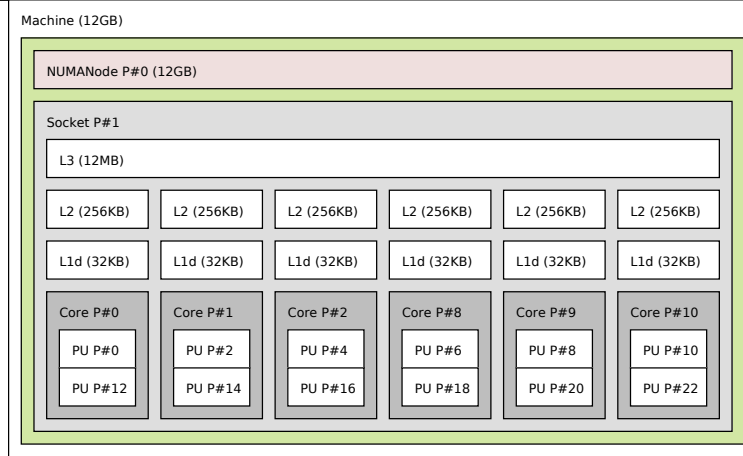 Machine (12GB)
NUMANode P#0 (12GB)
Socket P#1
L3 (12MB)
L2 (256KB) L2 (256KB) L2 (256KB) L2 (256KB) L2 (256KB) L2 (256KB)
L1d (32KB) L1d (32KB) L1d (32KB) L1d (32KB) L1d (32KB) L1d (32KB)
Core P#0 Core P#1 Core P#2 Core P#8 Core P#9 Core P#10
PU P#0 PU P#2 PU P#4 PU P#6 PU P#8 PU P#10
PU P#12 PU P#14 PU P#16 PU P#18 PU P#20 PU P#22